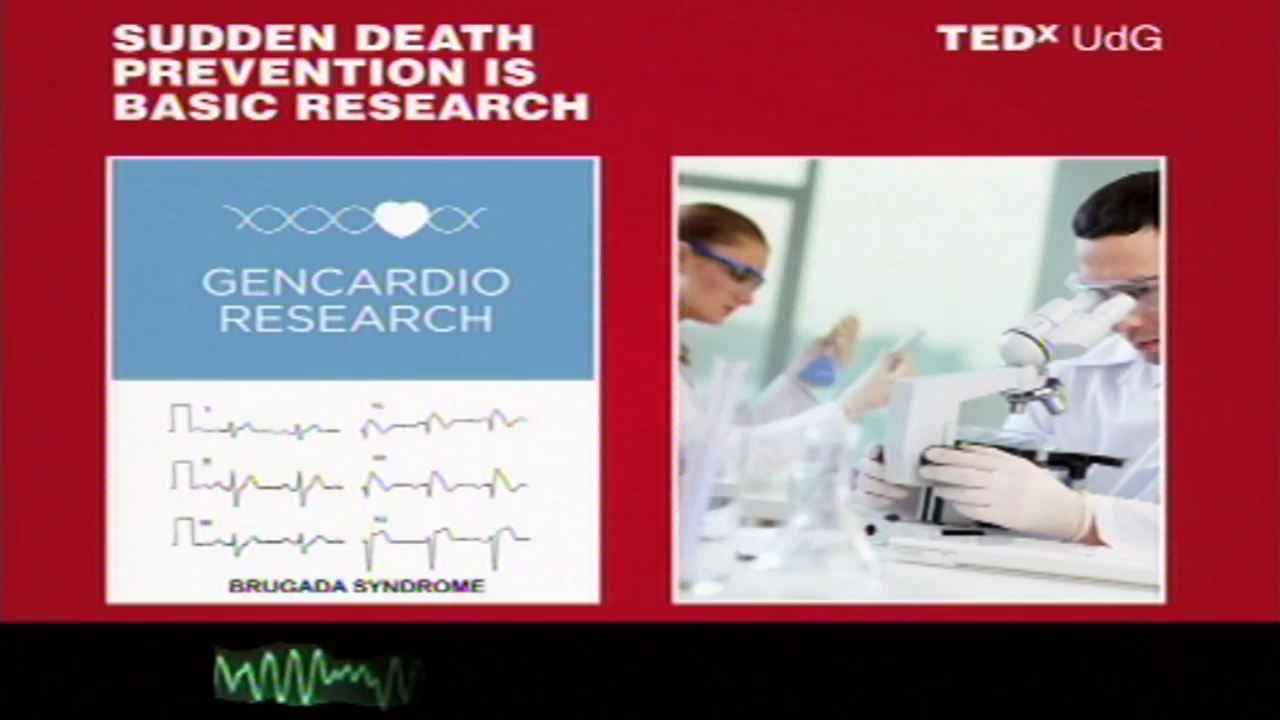 SUDDEN DEATH
PREVENTION IS
BASIC RESEARCH
TEDx UdG
GENCARDIO
RESEARCH
BRUGADA SYNDROME